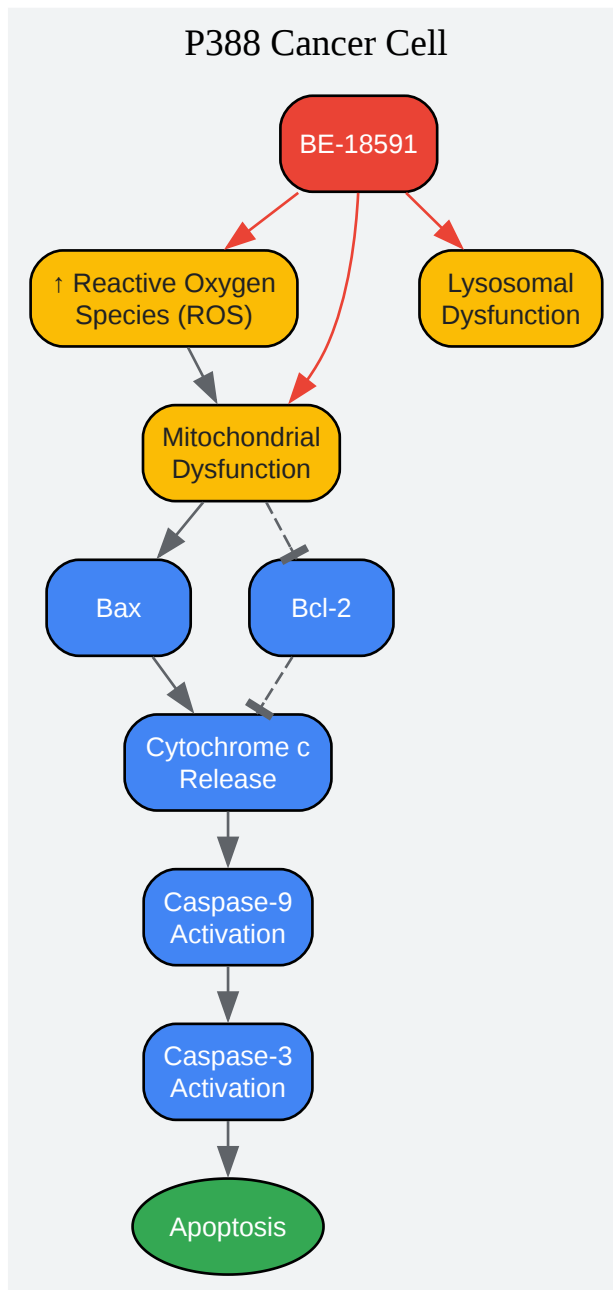 P388 Cancer Cell
BE-18591
↑ Reactive Oxygen
Species (ROS)
Lysosomal
Dysfunction
Mitochondrial
Dysfunction
Bax
Bcl-2
Cytochrome c
Release
Caspase-9
Activation
Caspase-3
Activation
Apoptosis